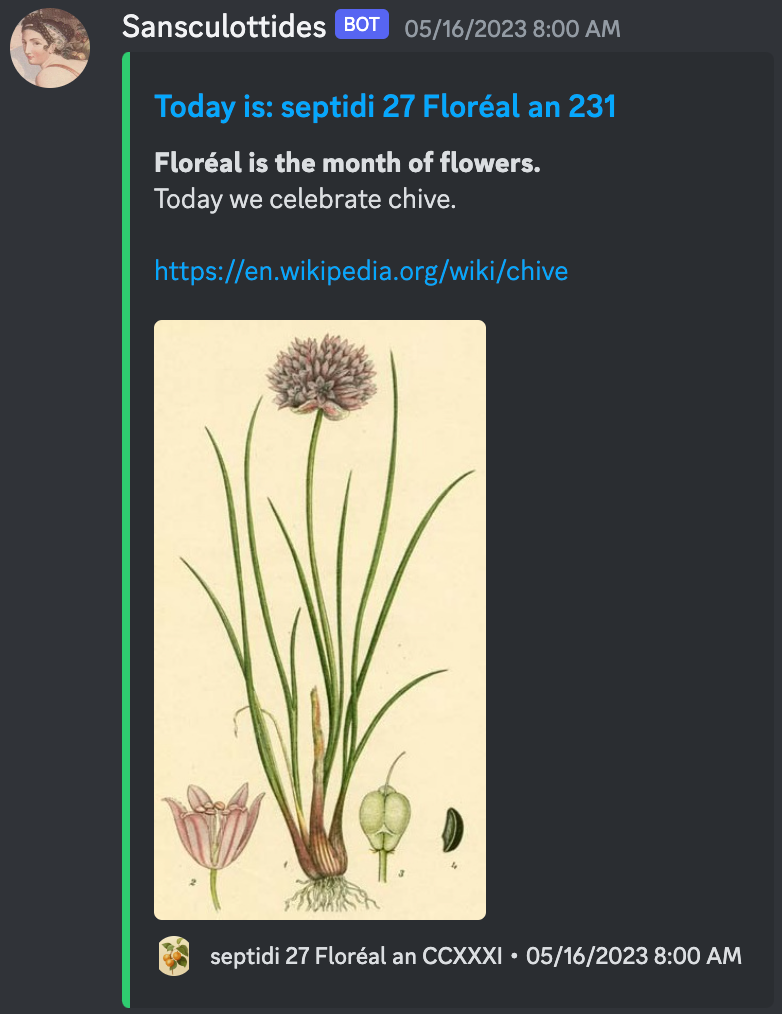 Sansculottides BOT 05/16/2023 8:00 AM
Today is: septidi 27 Floréal an 231
Floréal is the month of flowers.
Today we celebrate chive.
https://en.wikipedia.org/wiki/chive
2
1
3
4
septidi 27 Floréal an CCXXXI • 05/16/2023 8:00 AM